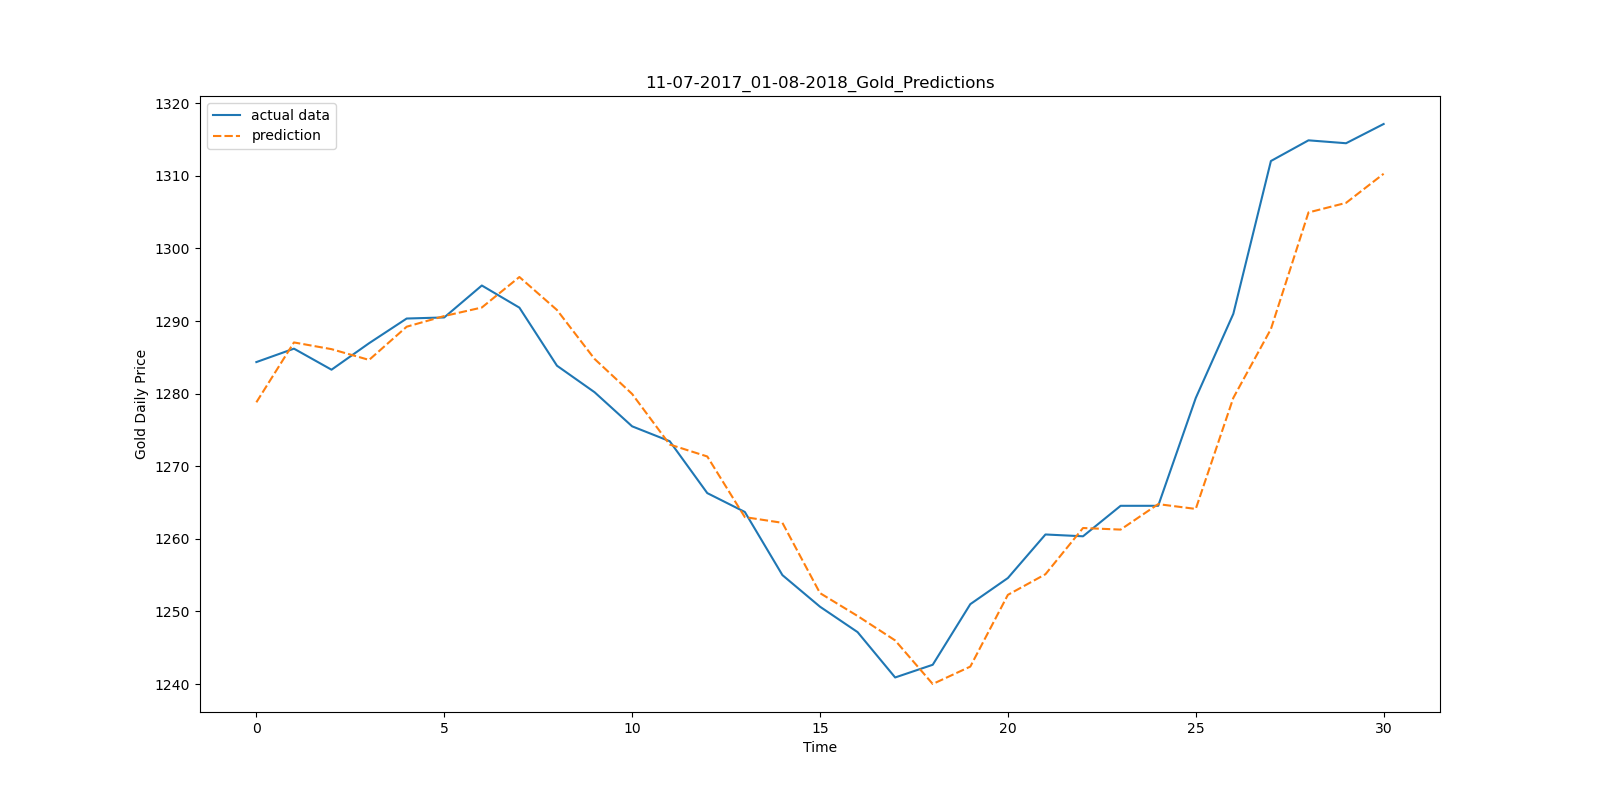 11-07-2017_01-08-2018_Gold_Predictions
actual data
prediction
1320
1310
1300
1290
1280
1270
1260
1250
1240
Gold Daily Price
0 5 10 15 20 25 30
Time